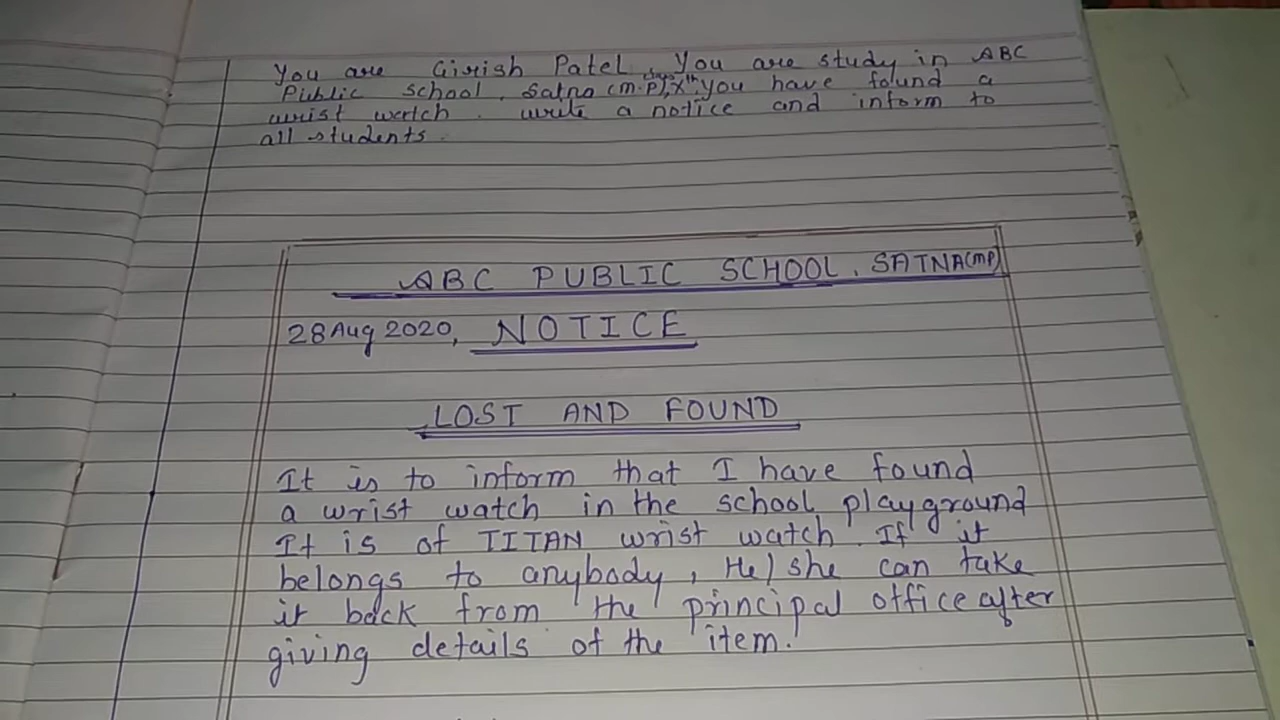 You are Girish Patel, You are study in ABC
Public school, Satna (M.P), class Xth, you have found a
wrist watch. write a notice and inform to
all students.
ABC PUBLIC SCHOOL, SATNA(MP)
28 Aug 2020, NOTICE
LOST AND FOUND
It is to inform that I have found
a wrist watch in the school playground
It is of TITAN wrist watch. If it
belongs to anybody, He/she can take
it back from the principal office after
giving details of the item.